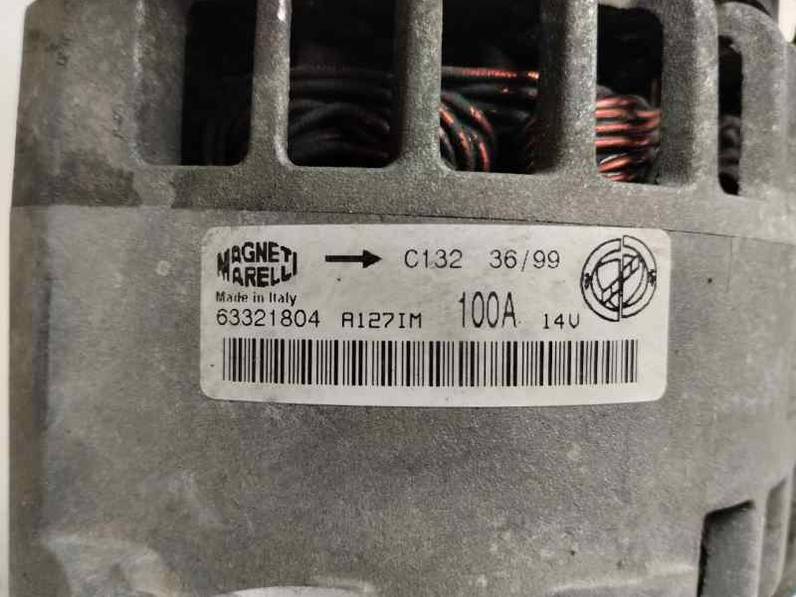 MAGNETI MARELLI → C132 36/99
Made in Italy
63321804 A127IM 100A 14V